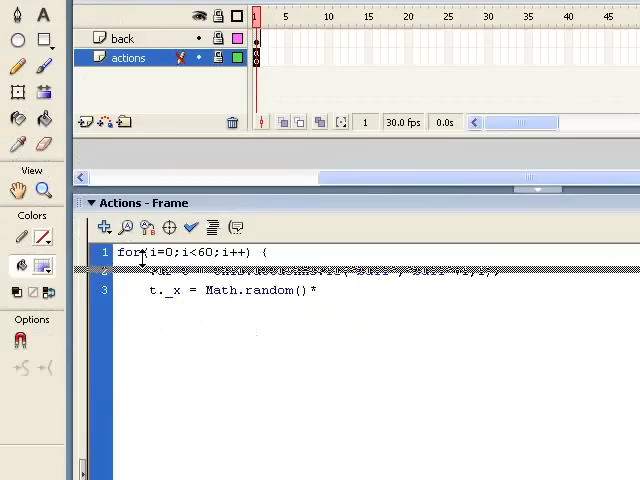 1 5 10 15 20 25 30 35 40 45
back
actions
1 30.0 fps 0.0s
View
Colors
Options
Actions - Frame
1 for(i=0;i<60;i++) {
2
3 t._x = Math.random()*